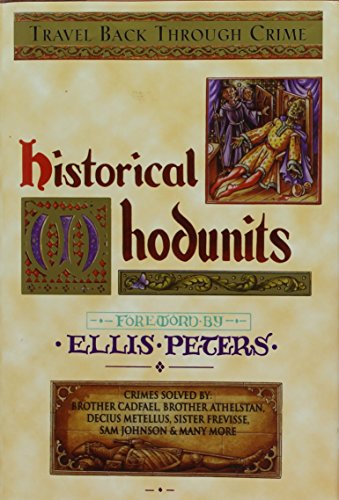 TRAVEL BACK THROUGH CRIME
historical
Whodunits
FOREWORD·BY
·ELLIS·PETERS·
CRIMES SOLVED BY:
BROTHER CADFAEL, BROTHER ATHELSTAN,
DECIUS METELLUS, SISTER FREVISSE,
SAM JOHNSON & MANY MORE